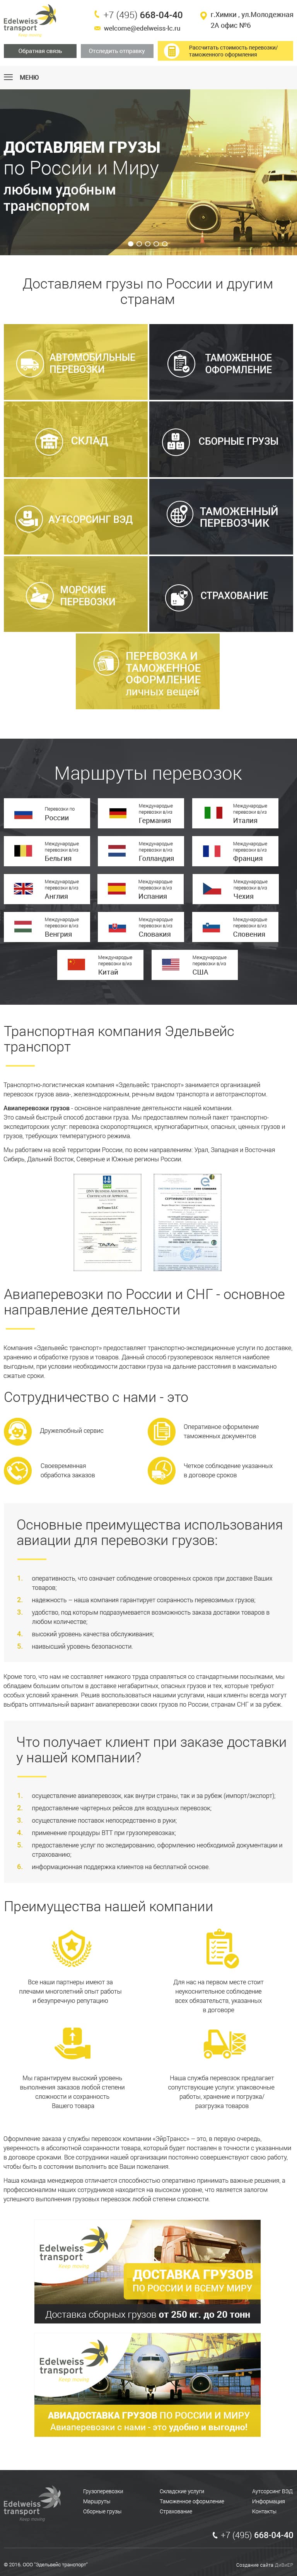 Edelweiss
transport
Keep moving
+7 (495) 668-04-40
welcome@edelweiss-lc.ru
г.Химки , ул.Молодежная
2А офис №6
Обратная связь
Отследить отправку
Рассчитать стоимость перевозки/
таможенного оформления
МЕНЮ
ДОСТАВЛЯЕМ ГРУЗЫ
по России и Миру
любым удобным
транспортом
Доставляем грузы по России и другим
странам
АВТОМОБИЛЬНЫЕ
ПЕРЕВОЗКИ
ТАМОЖЕННОЕ
ОФОРМЛЕНИЕ
СКЛАД
СБОРНЫЕ ГРУЗЫ
АУТСОРСИНГ ВЭД
ТАМОЖЕННЫЙ
ПЕРЕВОЗЧИК
МОРСКИЕ
ПЕРЕВОЗКИ
СТРАХОВАНИЕ
ПЕРЕВОЗКА И
ТАМОЖЕННОЕ
ОФОРМЛЕНИЕ
личных вещей
Маршруты перевозок
Перевозки по
России
Международные
перевозки в/из
Германия
Международные
перевозки в/из
Италия
Международные
перевозки в/из
Бельгия
Международные
перевозки в/из
Голландия
Международные
перевозки в/из
Франция
Международные
перевозки в/из
Англия
Международные
перевозки в/из
Испания
Международные
перевозки в/из
Чехия
Международные
перевозки в/из
Венгрия
Международные
перевозки в/из
Словакия
Международные
перевозки в/из
Словения
Международные
перевозки в/из
Китай
Международные
перевозки в/из
США
Транспортная компания Эдельвейс
транспорт
Транспортно-логистическая компания «Эдельвейс транспорт» занимается организацией
перевозок грузов авиа-, железнодорожным, речным видом транспорта и автотранспортом.
Авиаперевозки грузов - основное направление деятельности нашей компании.
Это самый быстрый способ доставки груза. Мы предоставляем полный пакет транспортно-
экспедиторских услуг: перевозка скоропортящихся, крупногабаритных, опасных, ценных грузов и
грузов, требующих температурного режима.
Мы работаем на всей территории России, по всем направлениям: Урал, Западная и Восточная
Сибирь, Дальний Восток, Северные и Южные регионы России.
Авиаперевозки по России и СНГ - основное
направление деятельности
Компания «Эдельвейс транспорт» предоставляет транспортно-экспедиционные услуги по доставке,
хранению и обработке грузов и товаров. Данный способ грузоперевозок является наиболее
выгодным, при условии необходимости доставки груза на дальние расстояния в максимально
сжатые сроки.
Сотрудничество с нами - это
Дружелюбный сервис
Оперативное оформление
таможенных документов
Своевременная
обработка заказов
Четкое соблюдение указанных
в договоре сроков
Основные преимущества использования
авиации для перевозки грузов:
1. оперативность, что означает соблюдение оговоренных сроков при доставке Ваших
товаров;
2. надежность – наша компания гарантирует сохранность перевозимых грузов;
3. удобство, под которым подразумевается возможность заказа доставки товаров в
любом количестве;
4. высокий уровень качества обслуживания;
5. наивысший уровень безопасности.
Кроме того, что нам не составляет никакого труда справляться со стандартными посылками, мы
обладаем большим опытом в доставке негабаритных, опасных грузов и тех, которые требуют
особых условий хранения. Решив воспользоваться нашими услугами, наши клиенты всегда могут
выбрать оптимальный вариант авиаперевозки своих грузов по России, странам СНГ и за рубеж.
Что получает клиент при заказе доставки
у нашей компании?
1. осуществление авиаперевозок, как внутри страны, так и за рубеж (импорт/экспорт);
2. предоставление чартерных рейсов для воздушных перевозок;
3. осуществление поставок непосредственно в руки;
4. применение процедуры ВТТ при грузоперевозках;
5. предоставление услуг по экспедированию, оформлению необходимой документации и
страхованию;
6. информационная поддержка клиентов на бесплатной основе.
Преимущества нашей компании
Все наши партнеры имеют за
плечами многолетний опыт работы
и безупречную репутацию
Для нас на первом месте стоит
неукоснительное соблюдение
всех обязательств, указанных
в договоре
Мы гарантируем высокий уровень
выполнения заказов любой степени
сложности и сохранность
Вашего товара
Наша служба перевозок предлагает
сопутствующие услуги: упаковочные
работы, хранение и погрузка/
разгрузка товаров
Оформление заказа у службы перевозок компании «ЭйрТранс» – это, в первую очередь,
уверенность в абсолютной сохранности товара, который будет поставлен в точности с указанными
в договоре сроками. Все сотрудники нашей организации постоянно совершенствуют свою работу,
чтобы быть в состоянии выполнить все Ваши пожелания.
Наша команда менеджеров отличается способностью оперативно принимать важные решения, а
профессионализм наших сотрудников находится на высоком уровне, что является залогом
успешного выполнения грузовых перевозок любой степени сложности.
Edelweiss
transport
Keep moving
ДОСТАВКА ГРУЗОВ
ПО РОССИИ И ВСЕМУ МИРУ
Доставка сборных грузов от 250 кг. до 20 тонн
Edelweiss
transport
Keep moving
АВИАДОСТАВКА ГРУЗОВ ПО РОССИИ И МИРУ
Авиаперевозки с нами - это удобно и выгодно!
Edelweiss
transport
Keep moving
Грузоперевозки
Маршруты
Сборные грузы
Складские услуги
Таможенное оформление
Страхование
Аутсорсинг ВЭД
Информация
Контакты
+7 (495) 668-04-40
© 2016. ООО "Эдельвейс транспорт"
Создание сайта